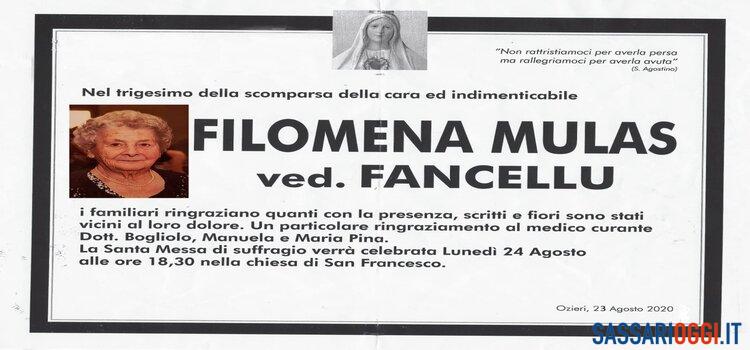 "Non rattristiamoci per averla persa
ma rallegriamoci per averla avuta"
(S. Agostino)
Nel trigesimo della scomparsa della cara ed indimenticabile
FILOMENA MULAS
ved. FANCELLU
i familiari ringraziano quanti con la presenza, scritti e fiori sono stati
vicini al loro dolore. Un particolare ringraziamento al medico curante
Dott. Bogliolo, Manuela e Maria Pina.
La Santa Messa di suffragio verrà celebrata Lunedì 24 Agosto
alle ore 18,30 nella chiesa di San Francesco.
Ozieri, 23 Agosto 2020
SASSARIOGGI.IT